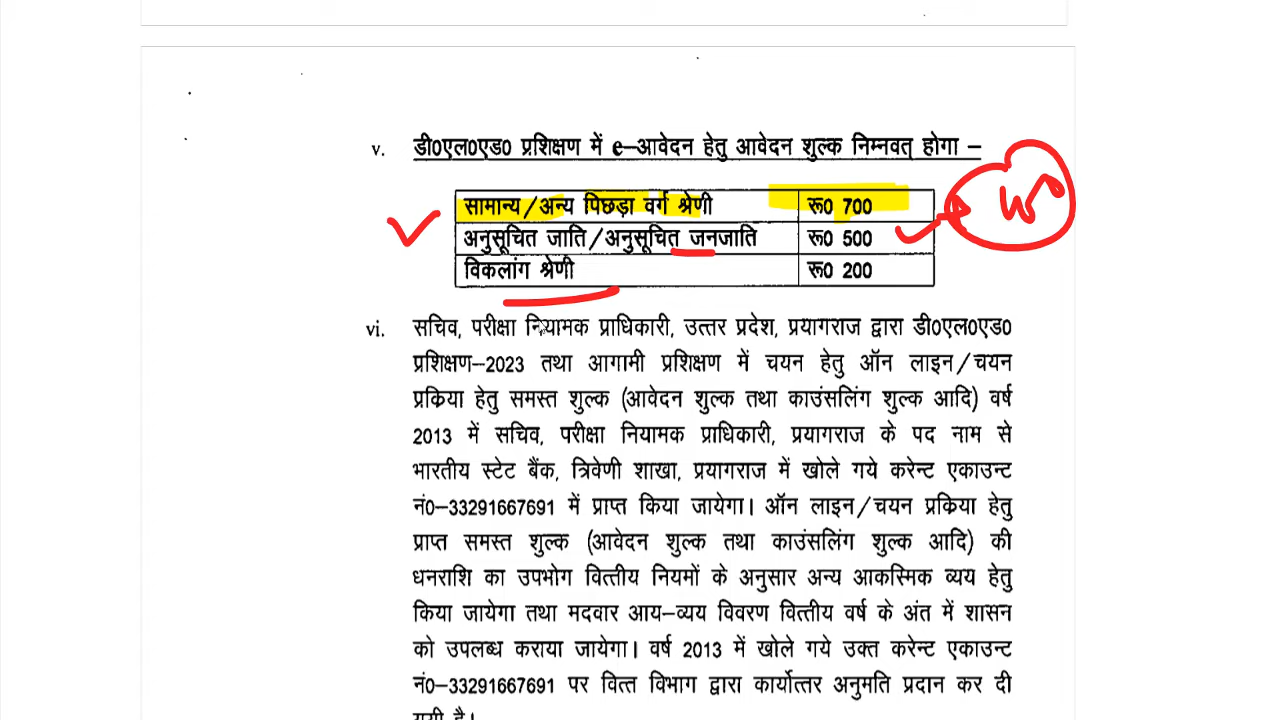 v. डी0एल0एड0 प्रशिक्षण में e–आवेदन हेतु आवेदन शुल्क निम्नवत् होगा –
सामान्य/अन्य पिछड़ा वर्ग श्रेणी रू0 700
अनुसूचित जाति/अनुसूचित जनजाति रू0 500
विकलांग श्रेणी रू0 200
vi. सचिव, परीक्षा नियामक प्राधिकारी, उत्तर प्रदेश, प्रयागराज द्वारा डी0एल0एड0
प्रशिक्षण–2023 तथा आगामी प्रशिक्षण में चयन हेतु ऑन लाइन/चयन
प्रक्रिया हेतु समस्त शुल्क (आवेदन शुल्क तथा काउंसलिंग शुल्क आदि) वर्ष
2013 में सचिव, परीक्षा नियामक प्राधिकारी, प्रयागराज के पद नाम से
भारतीय स्टेट बैंक, त्रिवेणी शाखा, प्रयागराज में खोले गये करेन्ट एकाउन्ट
नं0–33291667691 में प्राप्त किया जायेगा। ऑन लाइन/चयन प्रक्रिया हेतु
प्राप्त समस्त शुल्क (आवेदन शुल्क तथा काउंसलिंग शुल्क आदि) की
धनराशि का उपभोग वित्तीय नियमों के अनुसार अन्य आकस्मिक व्यय हेतु
किया जायेगा तथा मदवार आय–व्यय विवरण वित्तीय वर्ष के अंत में शासन
को उपलब्ध कराया जायेगा। वर्ष 2013 में खोले गये उक्त करेन्ट एकाउन्ट
नं0–33291667691 पर वित्त विभाग द्वारा कार्योत्तर अनुमति प्रदान कर दी
गयी है।